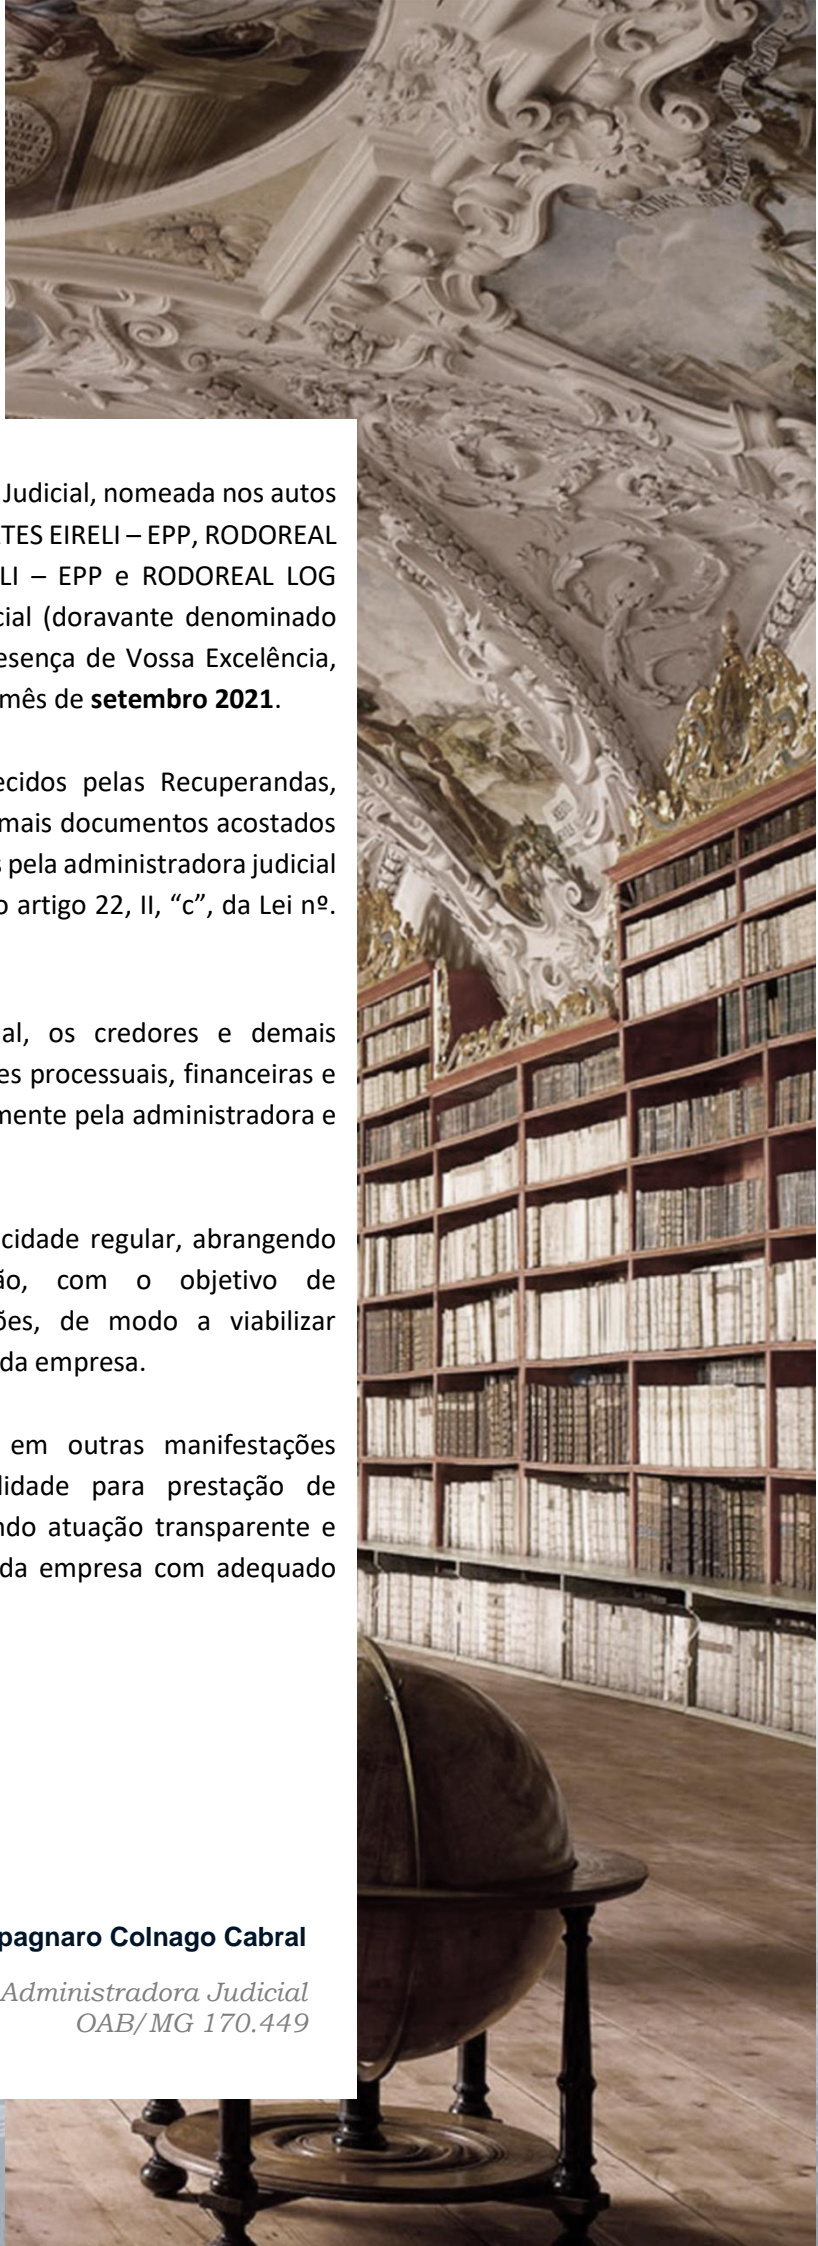 Judicial, nomeada nos autos
TES EIRELI – EPP, RODOREAL
LI – EPP e RODOREAL LOG
cial (doravante denominado
esença de Vossa Excelência,
mês de setembro 2021.
ecidos pelas Recuperandas,
mais documentos acostados
s pela administradora judicial
o artigo 22, II, “c”, da Lei nº.
al, os credores e demais
es processuais, financeiras e
mente pela administradora e
cidade regular, abrangendo
ão, com o objetivo de
ões, de modo a viabilizar
da empresa.
em outras manifestações
lidade para prestação de
ndo atuação transparente e
da empresa com adequado
pagnaro Colnago Cabral
Administradora Judicial
OAB/MG 170.449